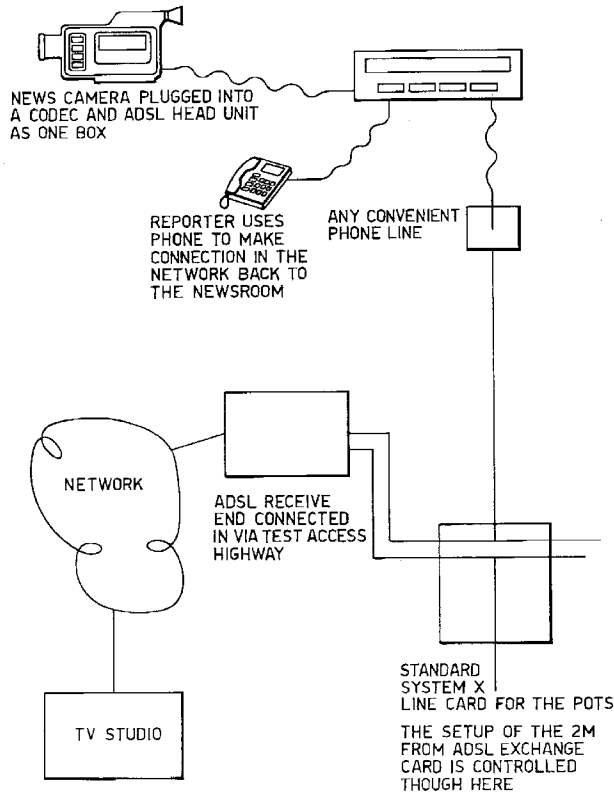 NEWS CAMERA PLUGGED INTO
A CODEC AND ADSL HEAD UNIT
AS ONE BOX
REPORTER USES
PHONE TO MAKE
CONNECTION IN THE
NETWORK BACK TO
THE NEWSROOM
ANY CONVENIENT
PHONE LINE
NETWORK
ADSL RECEIVE
END CONNECTED
IN VIA TEST ACCESS
HIGHWAY
TV STUDIO
STANDARD
SYSTEM X
LINE CARD FOR THE POTS
THE SETUP OF THE 2M
FROM ADSL EXCHANGE
CARD IS CONTROLLED
THOUGH HERE